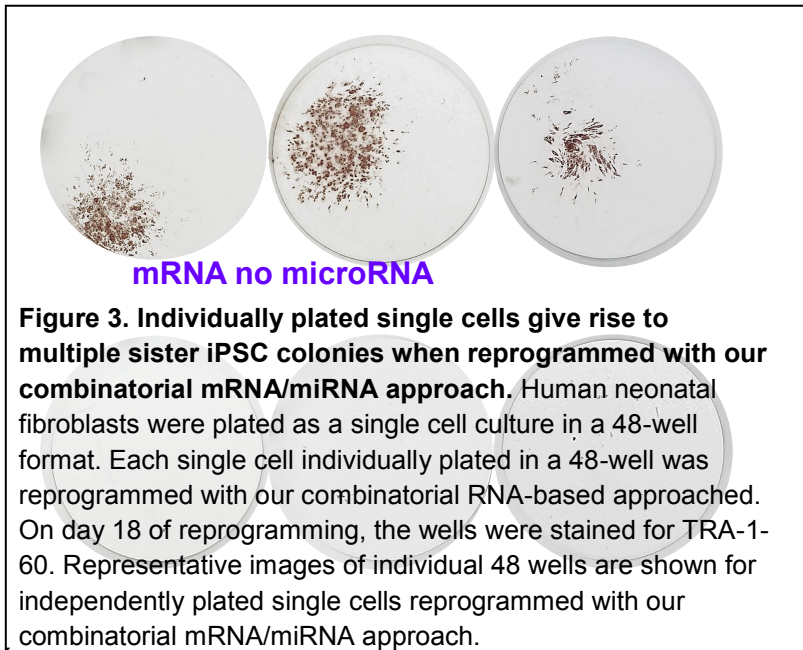 mRNA no microRNA
Figure 3. Individually plated single cells give rise to
multiple sister iPSC colonies when reprogrammed with our
combinatorial mRNA/miRNA approach. Human neonatal
fibroblasts were plated as a single cell culture in a 48-well
format. Each single cell individually plated in a 48-well was
reprogrammed with our combinatorial RNA-based approached.
On day 18 of reprogramming, the wells were stained for TRA-1-
60. Representative images of individual 48 wells are shown for
independently plated single cells reprogrammed with our
combinatorial mRNA/miRNA approach.